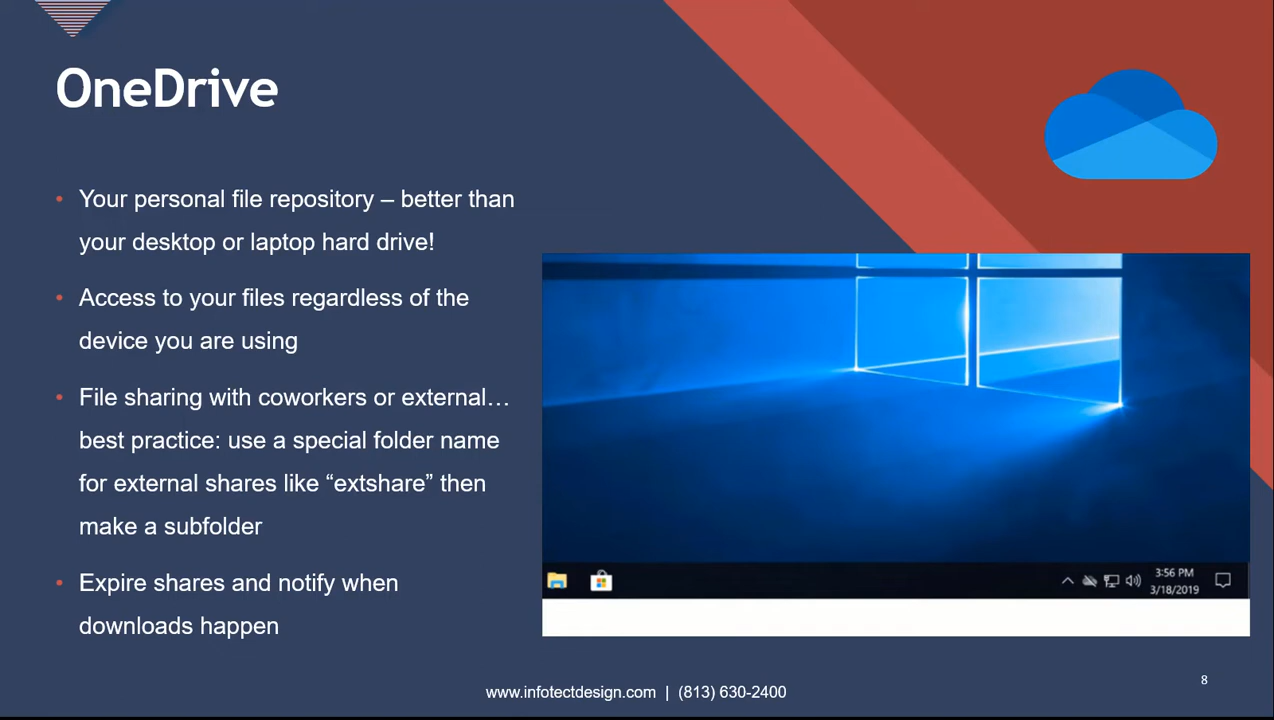 OneDrive
• Your personal file repository – better than
your desktop or laptop hard drive!
• Access to your files regardless of the
device you are using
• File sharing with coworkers or external…
best practice: use a special folder name
for external shares like “extshare” then
make a subfolder
• Expire shares and notify when
downloads happen
3:56 PM
3/18/2019
www.infotectdesign.com | (813) 630-2400
8